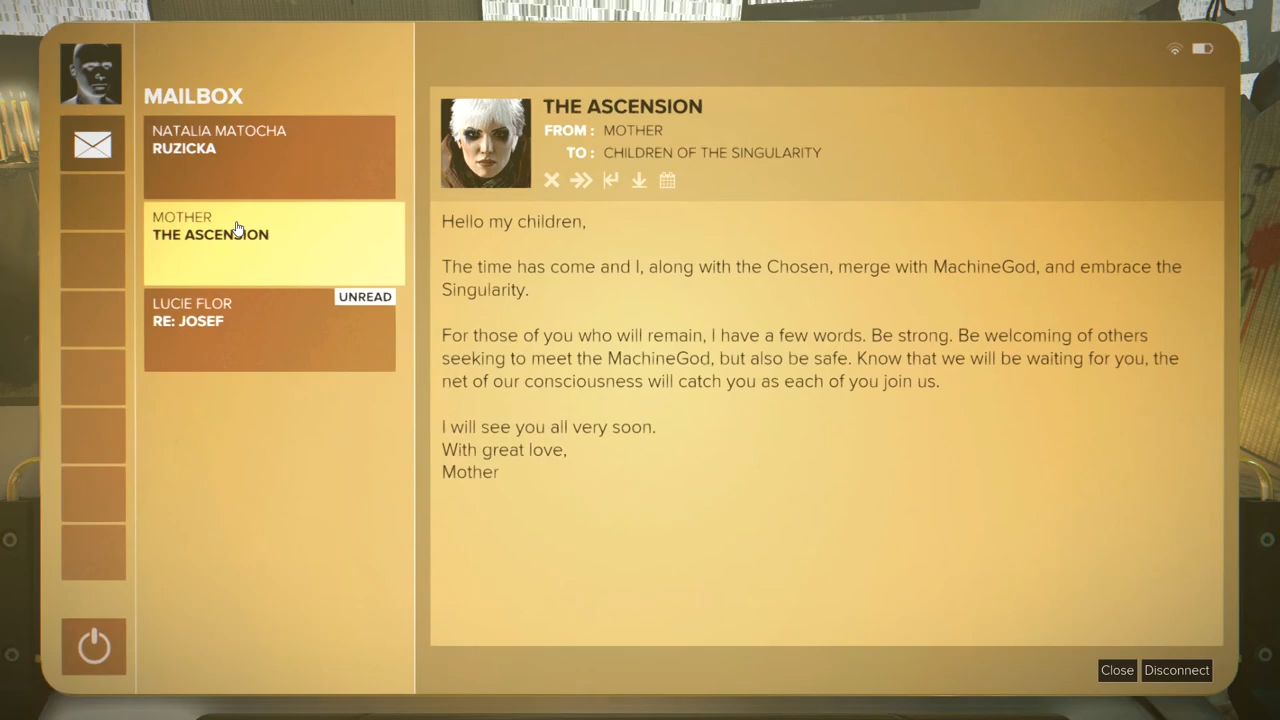 MAILBOX
NATALIA MATOCHA
RUZICKA
MOTHER
THE ASCENSION
LUCIE FLOR
UNREAD
RE: JOSEF
THE ASCENSION
FROM : MOTHER
TO : CHILDREN OF THE SINGULARITY
Hello my children,
The time has come and I, along with the Chosen, merge with MachineGod, and embrace the
Singularity.
For those of you who will remain, I have a few words. Be strong. Be welcoming of others
seeking to meet the MachineGod, but also be safe. Know that we will be waiting for you, the
net of our consciousness will catch you as each of you join us.
I will see you all very soon.
With great love,
Mother
Close
Disconnect